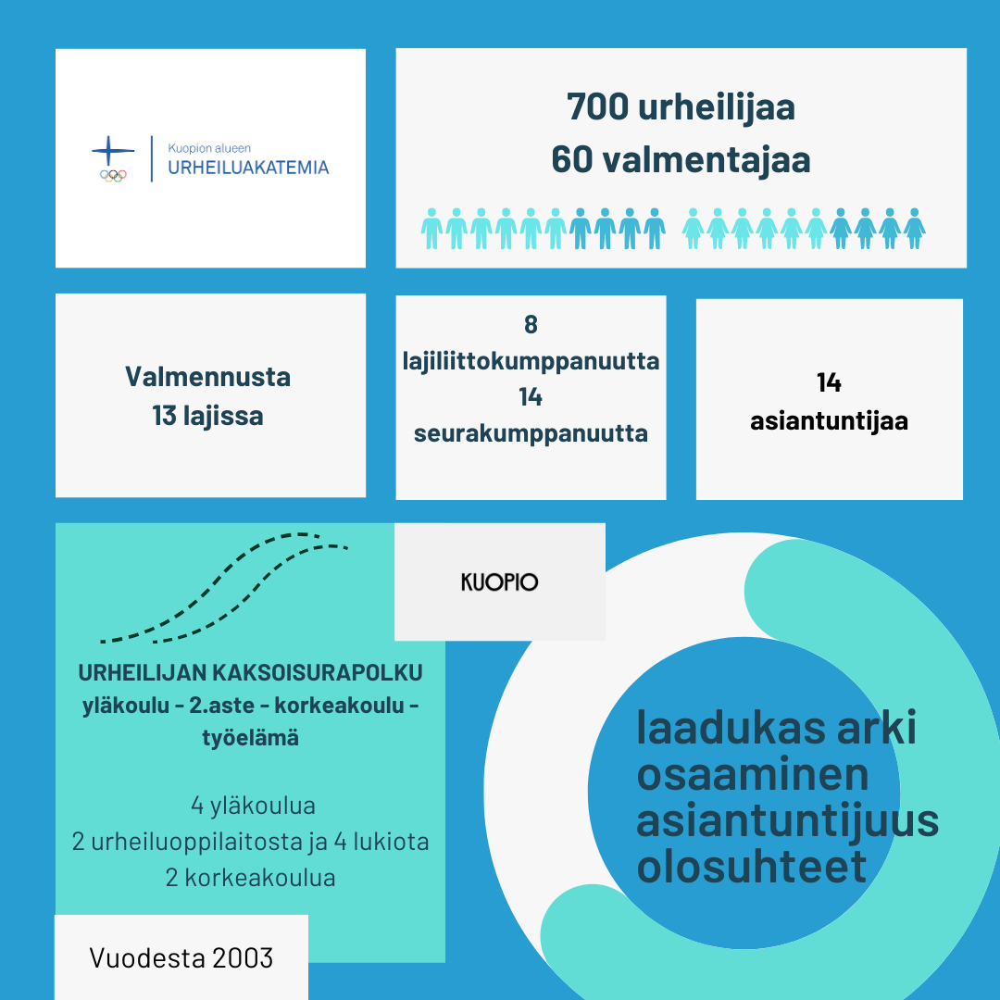 Kuopion alueen
URHEILUAKATEMIA
700 urheilijaa
60 valmentajaa
Valmennusta
13 lajissa
8
lajiliittokumppanuutta
14
seurakumppanuutta
14
asiantuntijaa
KUOPIO
URHEILIJAN KAKSOISURAPOLKU
yläkoulu - 2.aste - korkeakoulu -
työelämä
4 yläkoulua
2 urheiluoppilaitosta ja 4 lukiota
2 korkeakoulua
Vuodesta 2003
laadukas arki
osaaminen
asiantuntijuus
olosuhteet